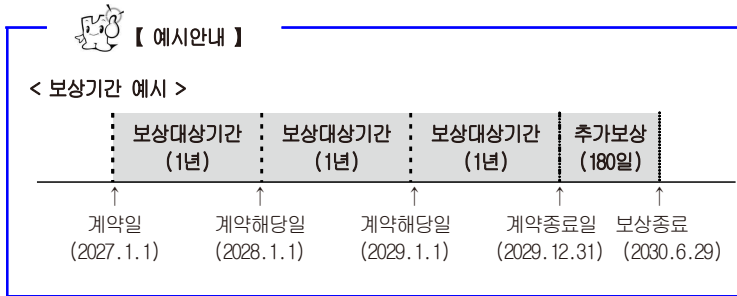 【 예시안내 】
< 보상기간 예시 >
보상대상기간 보상대상기간 보상대상기간 추가보상
(1년) (1년) (1년) (180일)
↑ ↑ ↑ ↑ ↑
계약일 계약해당일 계약해당일 계약종료일 보상종료
(2027.1.1) (2028.1.1) (2029.1.1) (2029.12.31) (2030.6.29)